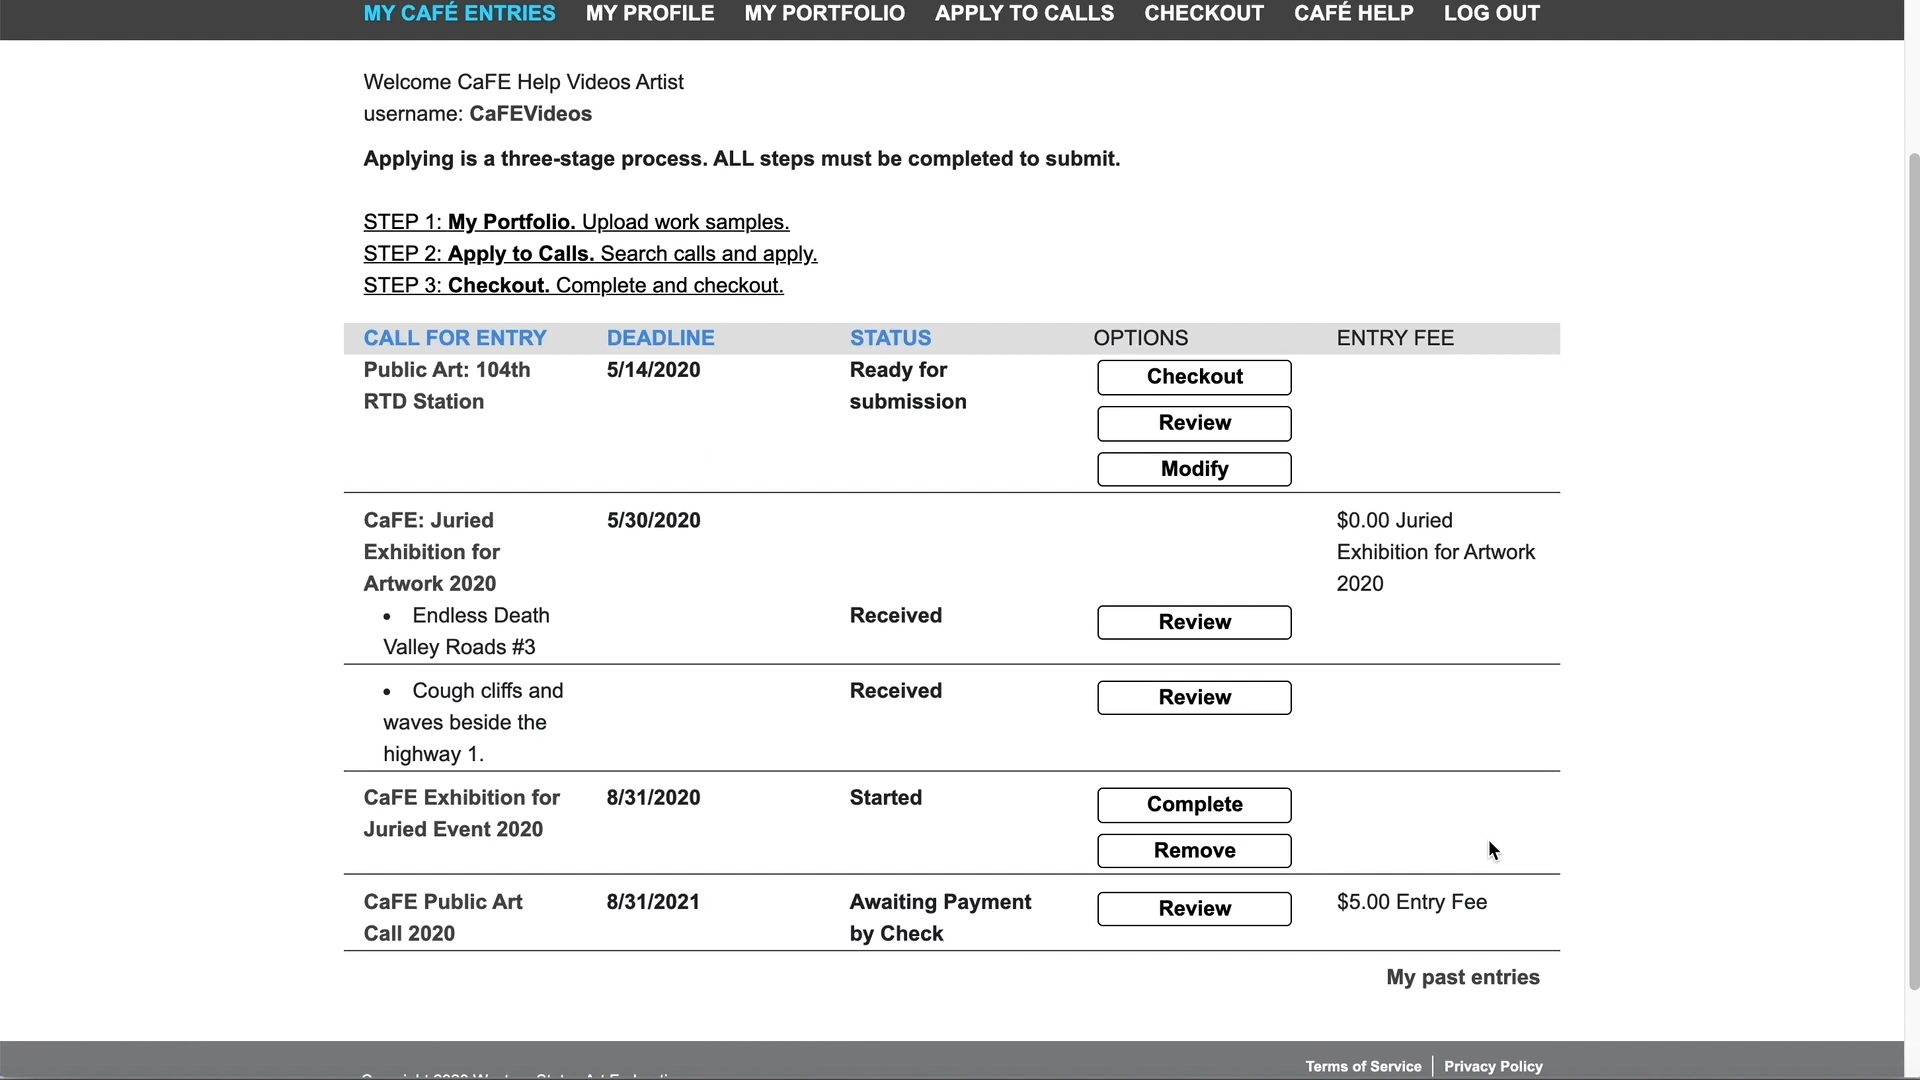 MY CAFÉ ENTRIES MY PROFILE MY PORTFOLIO APPLY TO CALLS CHECKOUT CAFÉ HELP LOG OUT
Welcome CaFE Help Videos Artist
username: CaFEVideos
Applying is a three-stage process. ALL steps must be completed to submit.
STEP 1: My Portfolio. Upload work samples.
STEP 2: Apply to Calls. Search calls and apply.
STEP 3: Checkout. Complete and checkout.
CALL FOR ENTRY DEADLINE STATUS OPTIONS ENTRY FEE
Public Art: 104th 5/14/2020 Ready for Checkout
RTD Station submission
Review
Modify
CaFE: Juried 5/30/2020 $0.00 Juried
Exhibition for Exhibition for Artwork
Artwork 2020 2020
• Endless Death Received Review
Valley Roads #3
• Cough cliffs and Received Review
waves beside the
highway 1.
CaFE Exhibition for 8/31/2020 Started Complete
Juried Event 2020
Remove
CaFE Public Art 8/31/2021 Awaiting Payment Review $5.00 Entry Fee
Call 2020 by Check
My past entries
Terms of Service | Privacy Policy